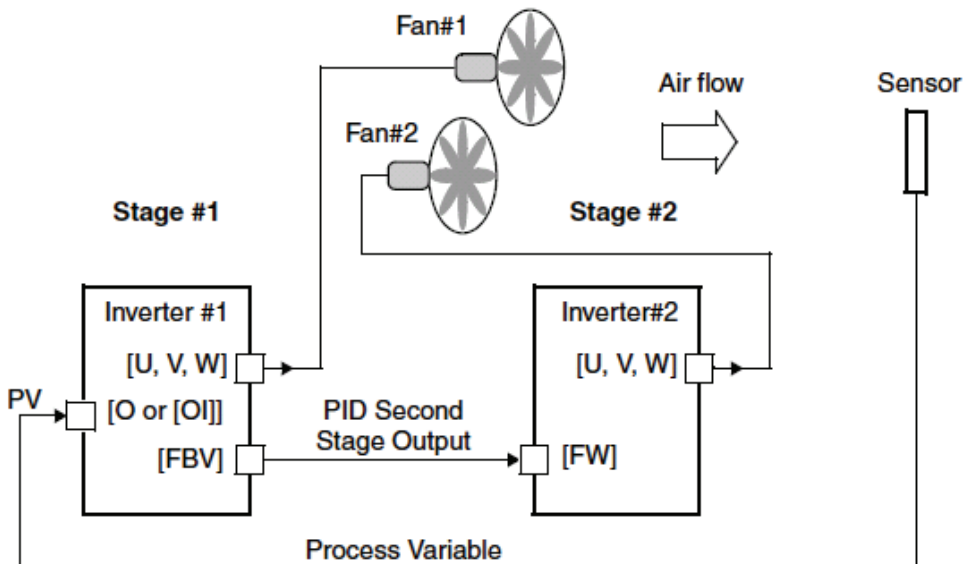 Fan#1
Air flow
Sensor
Fan#2
Stage #1
Stage #2
Inverter #1
Inverter#2
[U, V, W]
[U, V, W]
PV
[O or [OI]]
PID Second
Stage Output
[FBV]
[FW]
Process Variable